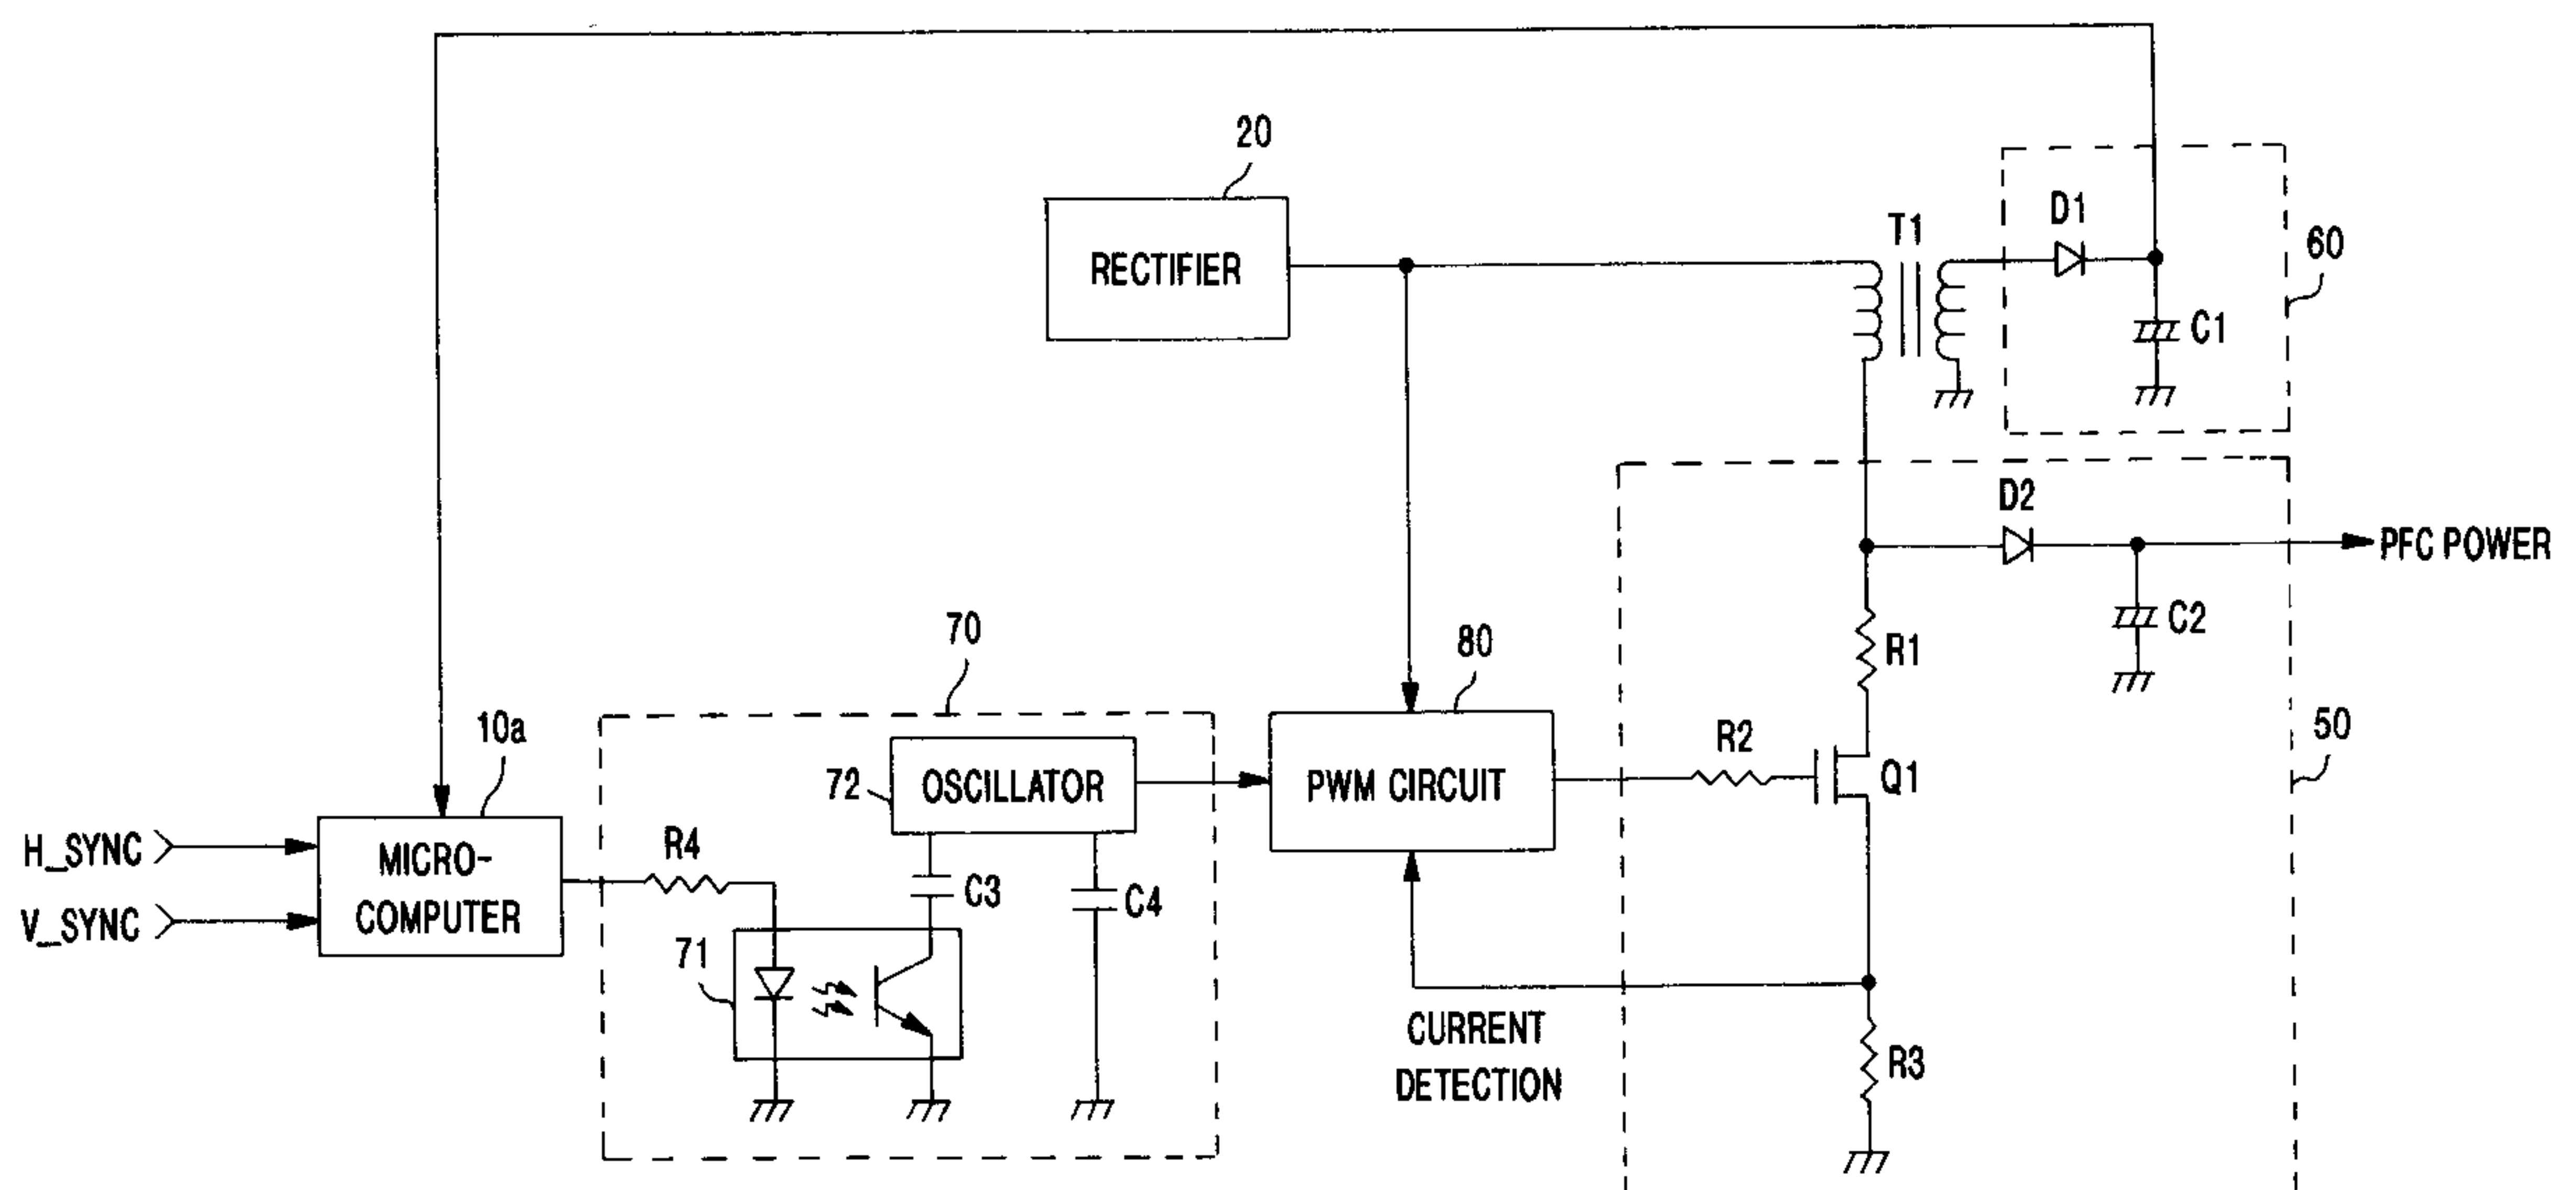 20
RECTIFIER
T1
D1
60
C1
D2
PFC POWER
C2
R1
50
70
80
10a
72
OSCILLATOR
PWM CIRCUIT
R2
Q1
H_SYNC
V_SYNC
MICRO-
COMPUTER
R4
C3
C4
71
CURRENT
DETECTION
R3